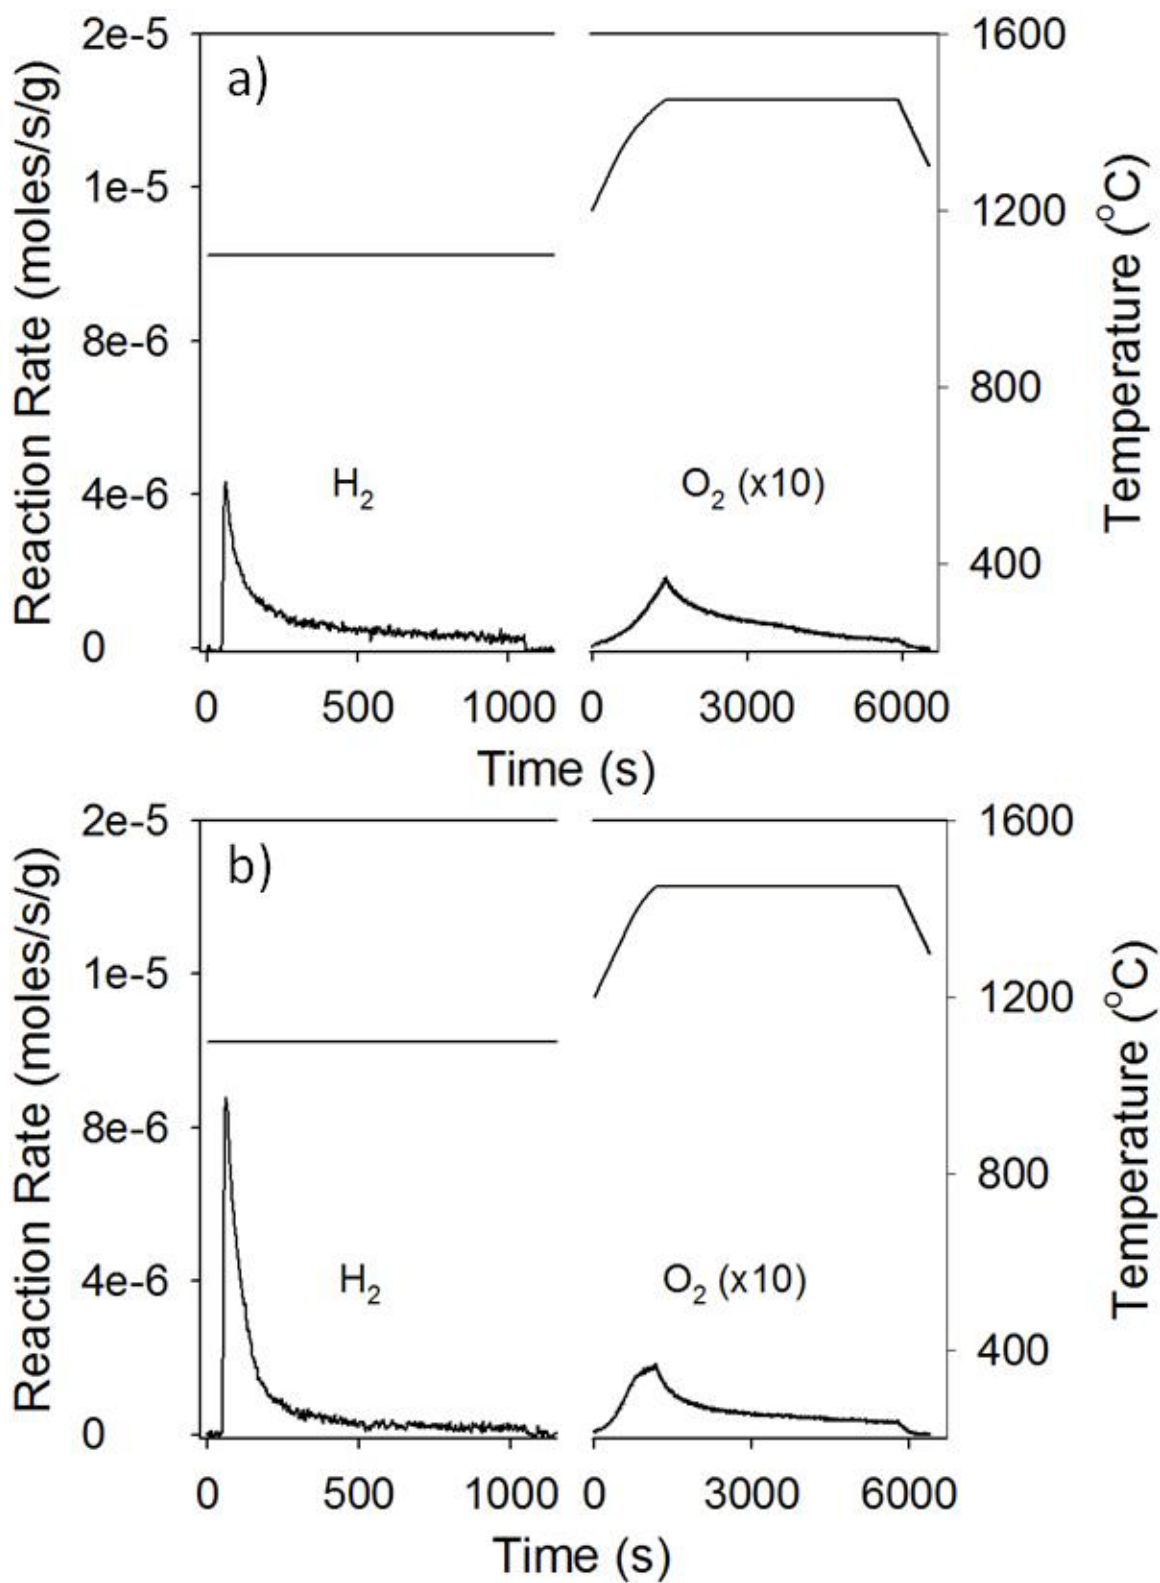 a)
Reaction Rate (moles/s/g)
2e-5
1e-5
8e-6
4e-6
0
H2
O2 (x10)
1600
1200
800
400
Temperature (oC)
0 500 1000 0 3000 6000
Time (s)
b)
Reaction Rate (moles/s/g)
2e-5
1e-5
8e-6
4e-6
0
H2
O2 (x10)
1600
1200
800
400
Temperature (oC)
0 500 1000 0 3000 6000
Time (s)